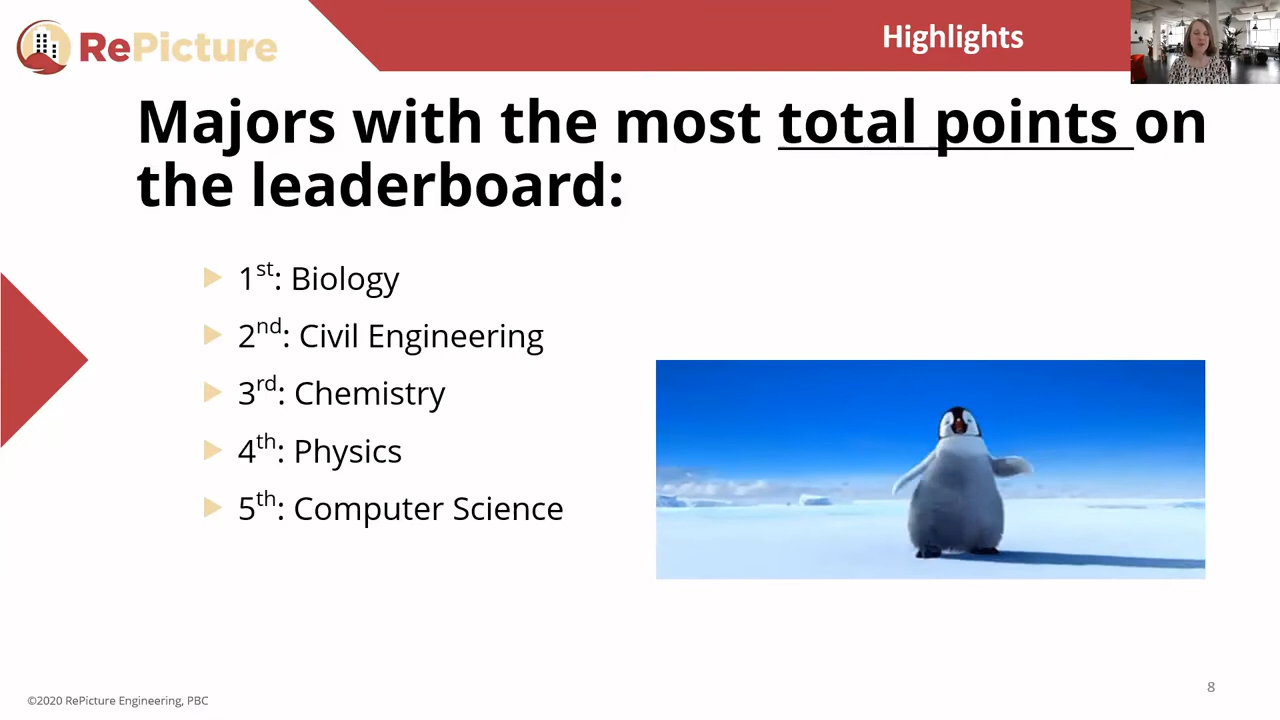 RePicture
Highlights
Majors with the most total points on
the leaderboard:
1st: Biology
2nd: Civil Engineering
3rd: Chemistry
4th: Physics
5th: Computer Science
©2020 RePicture Engineering, PBC
8